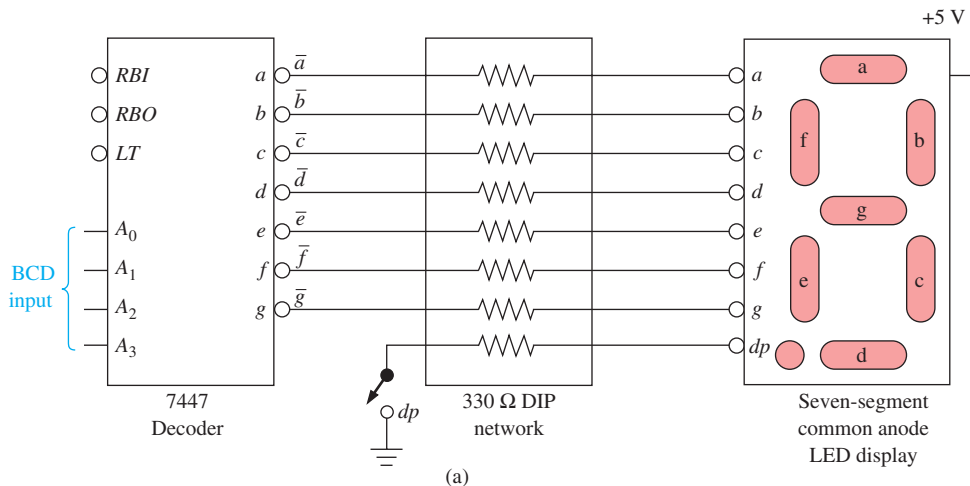 +5 V
RBI
RBO
LT
A0
A1
A2
A3
BCD
input
a
b
c
d
e
f
g
a̅
b̅
c̅
d̅
e̅
f̅
g̅
dp
a
b
c
d
e
f
g
dp
a
f
b
g
e
c
d
7447
Decoder
330 Ω DIP
network
Seven-segment
common anode
LED display
(a)